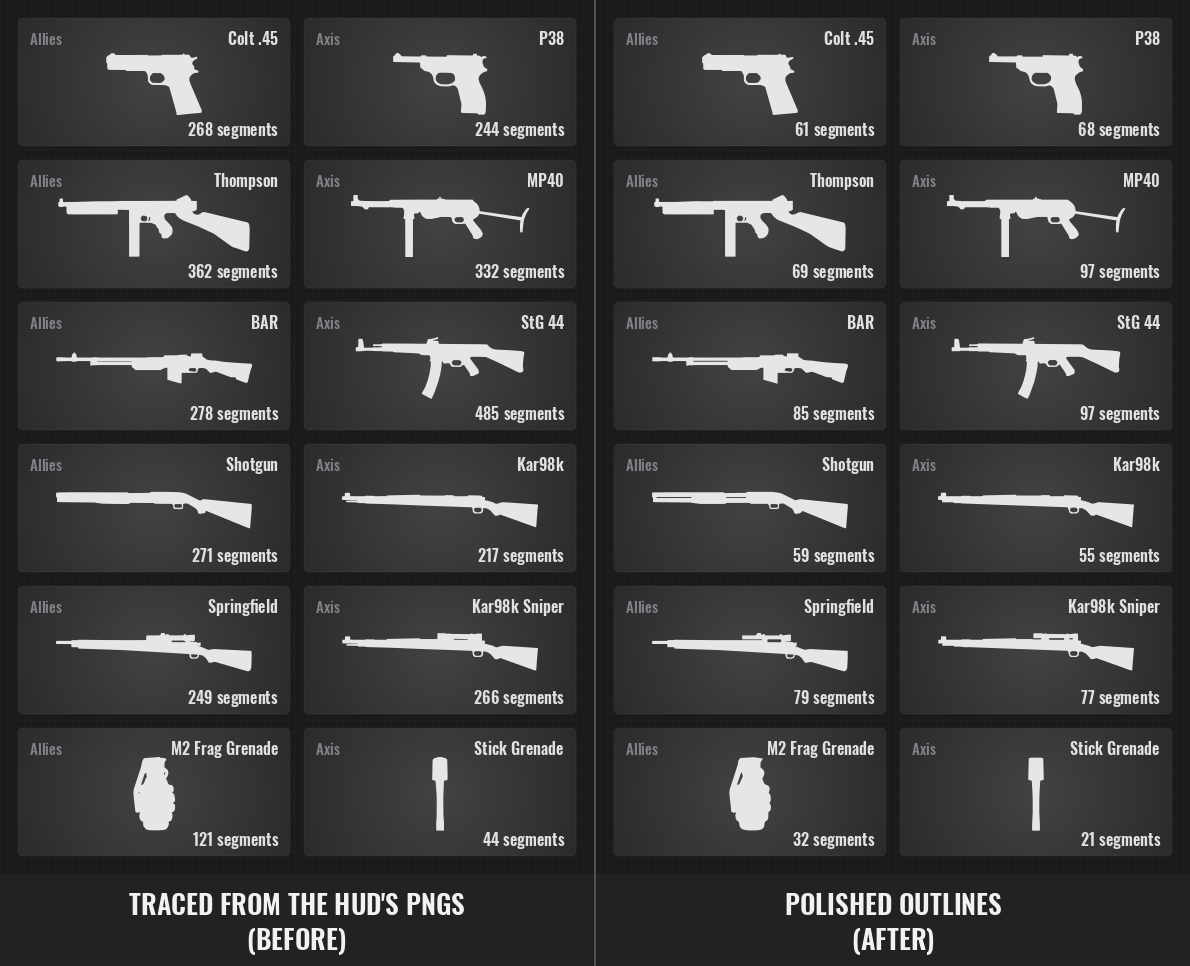 Allies
Colt .45
268 segments
Axis
P38
244 segments
Allies
Colt .45
61 segments
Axis
P38
68 segments
Allies
Thompson
362 segments
Axis
MP40
332 segments
Allies
Thompson
69 segments
Axis
MP40
97 segments
Allies
BAR
278 segments
Axis
StG 44
485 segments
Allies
BAR
85 segments
Axis
StG 44
97 segments
Allies
Shotgun
271 segments
Axis
Kar98k
217 segments
Allies
Shotgun
59 segments
Axis
Kar98k
55 segments
Allies
Springfield
249 segments
Axis
Kar98k Sniper
266 segments
Allies
Springfield
79 segments
Axis
Kar98k Sniper
77 segments
Allies
M2 Frag Grenade
121 segments
Axis
Stick Grenade
44 segments
Allies
M2 Frag Grenade
32 segments
Axis
Stick Grenade
21 segments
TRACED FROM THE HUD'S PNGS
(BEFORE)
POLISHED OUTLINES
(AFTER)